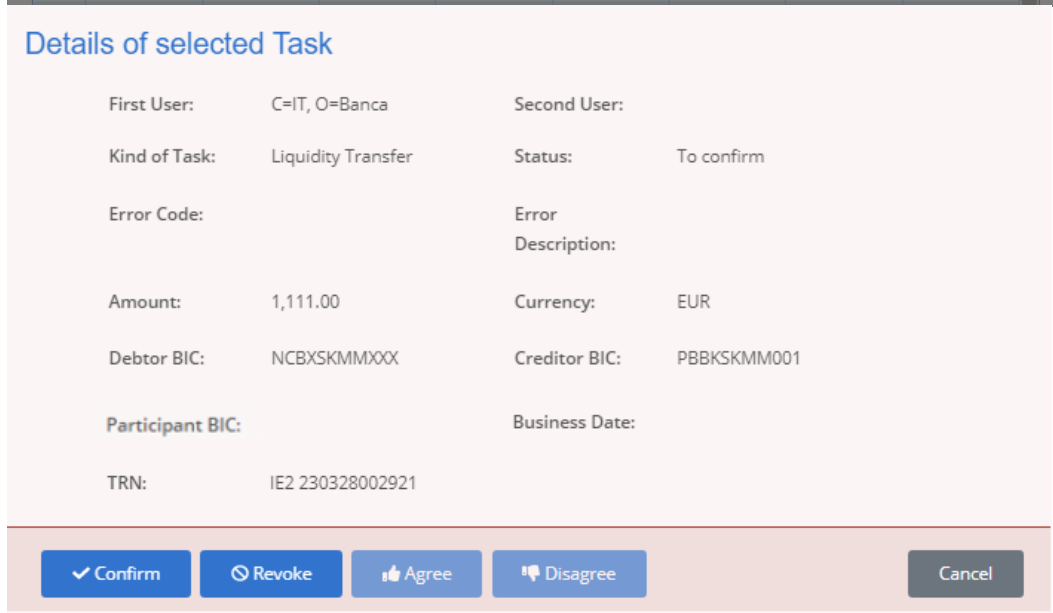 Details of selected Task
First User: C=IT, O=Banca Second User:
Kind of Task: Liquidity Transfer Status: To confirm
Error Code: Error
Description:
Amount: 1,111.00 Currency: EUR
Debtor BIC: NCBXSKMMXXX Creditor BIC: PBBKSKMM001
Participant BIC: Business Date:
TRN: IE2 230328002921
Confirm Revoke Agree Disagree Cancel